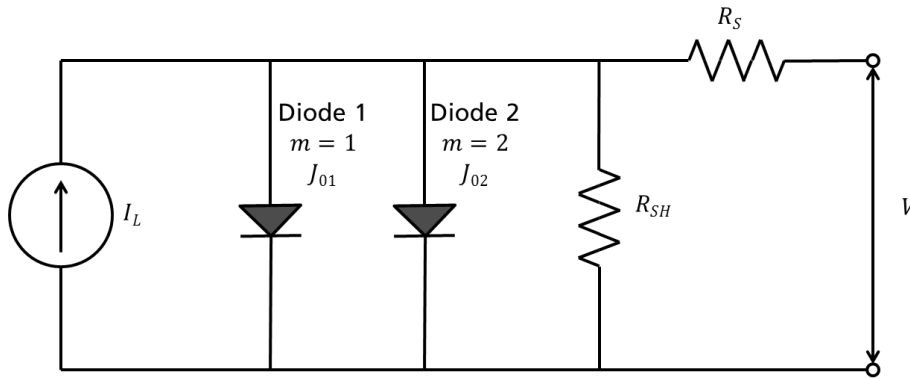 R_S
Diode 1
m = 1
J_01
Diode 2
m = 2
J_02
I_L
R_SH
V